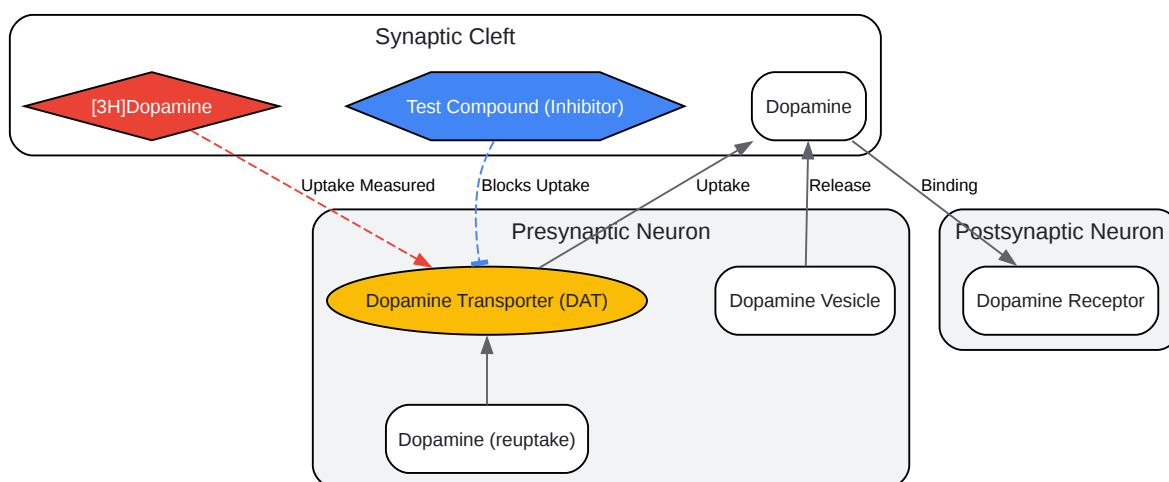 Synaptic Cleft
[3H]Dopamine
Test Compound (Inhibitor)
Dopamine
Uptake Measured
Blocks Uptake
Uptake
Release
Binding
Presynaptic Neuron
Postsynaptic Neuron
Dopamine Transporter (DAT)
Dopamine Vesicle
Dopamine Receptor
Dopamine (reuptake)